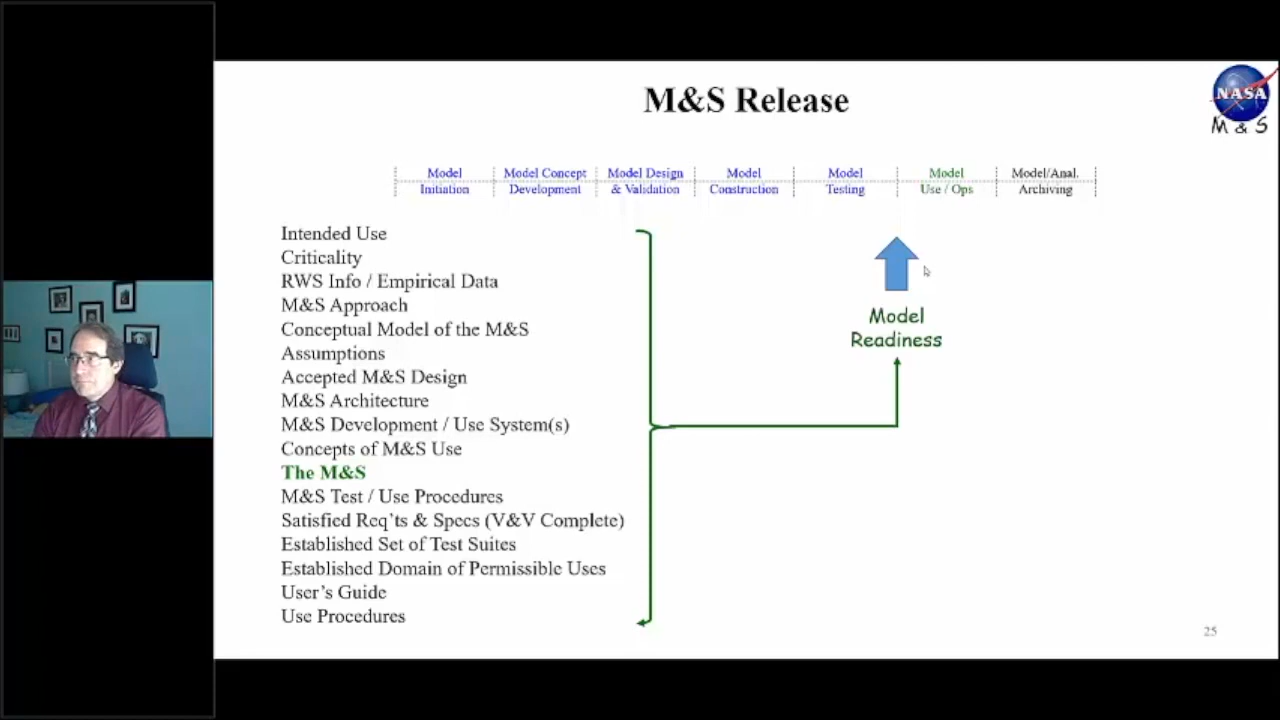 M&S Release
NASA
M & S
Model Initiation
Model Concept Development
Model Design & Validation
Model Construction
Model Testing
Model Use / Ops
Model/Anal. Archiving
Intended Use
Criticality
RWS Info / Empirical Data
M&S Approach
Conceptual Model of the M&S
Assumptions
Accepted M&S Design
M&S Architecture
M&S Development / Use System(s)
Concepts of M&S Use
The M&S
M&S Test / Use Procedures
Satisfied Req'ts & Specs (V&V Complete)
Established Set of Test Suites
Established Domain of Permissible Uses
User's Guide
Use Procedures
Model
Readiness
25